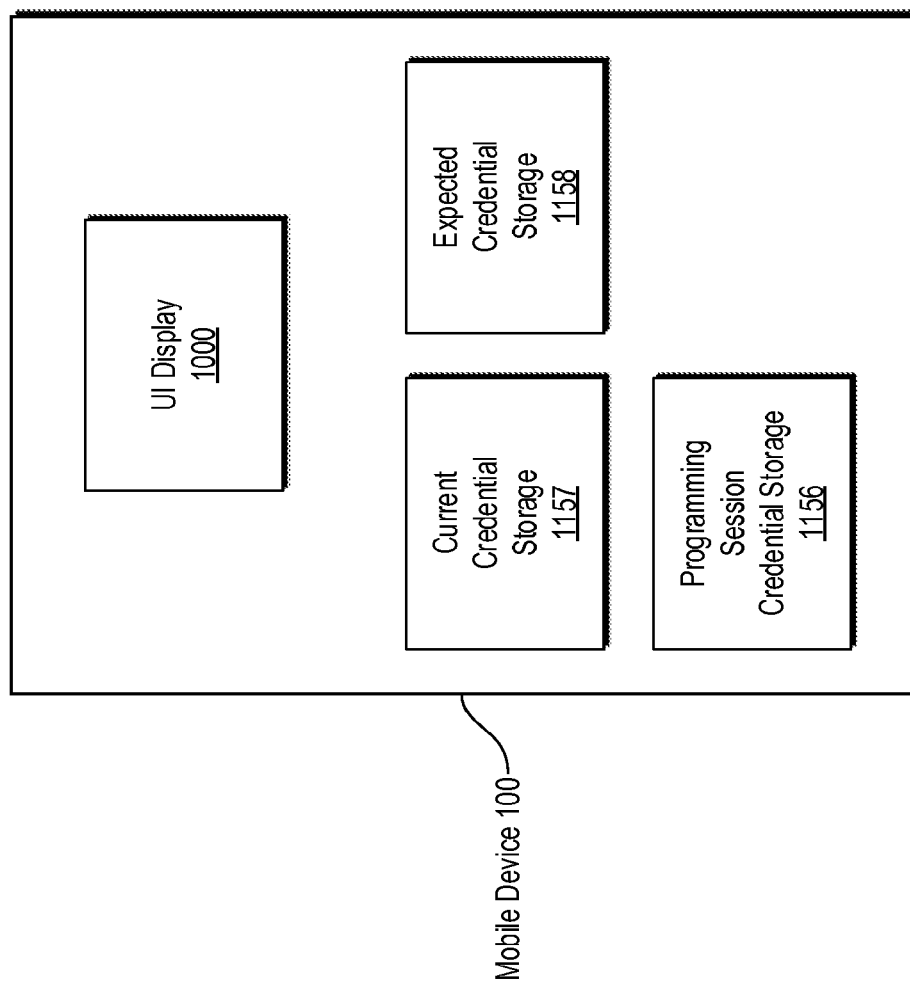 UI Display
1000
Mobile Device 100
Current
Credential
Storage
1157
Expected
Credential
Storage
1158
Programming
Session
Credential Storage
1156